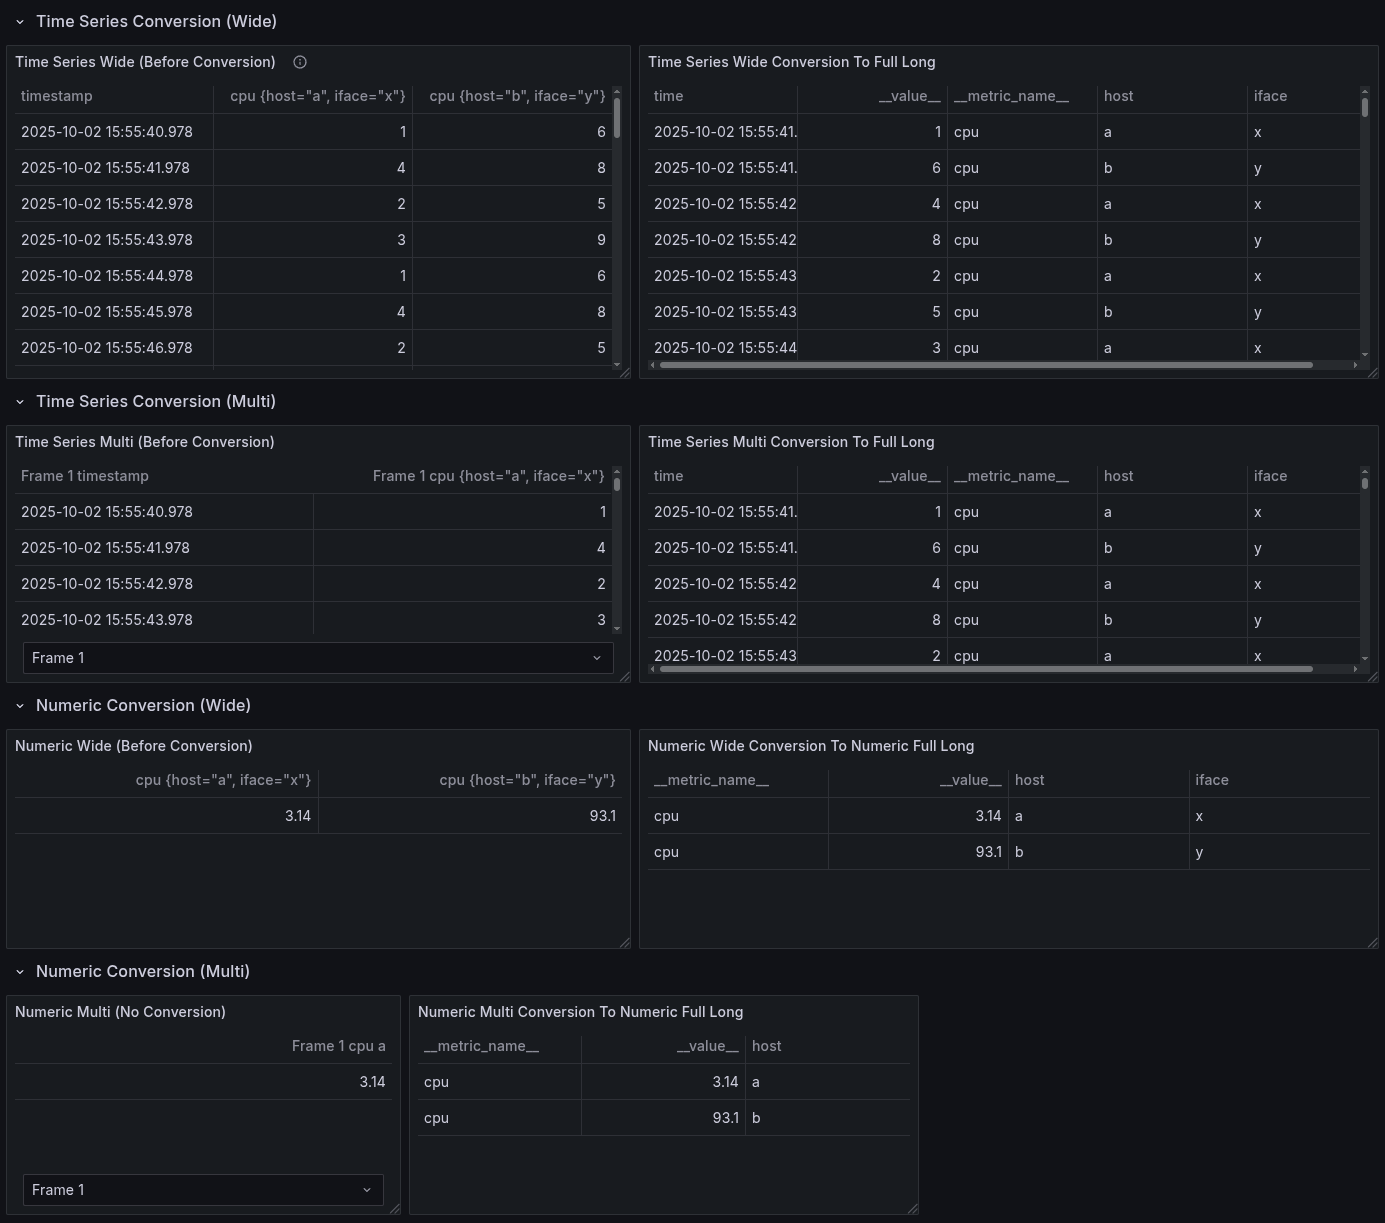 Time Series Conversion (Wide)
Time Series Wide (Before Conversion)
timestamp cpu {host="a", iface="x"} cpu {host="b", iface="y"}
2025-10-02 15:55:40.978 1 6
2025-10-02 15:55:41.978 4 8
2025-10-02 15:55:42.978 2 5
2025-10-02 15:55:43.978 3 9
2025-10-02 15:55:44.978 1 6
2025-10-02 15:55:45.978 4 8
2025-10-02 15:55:46.978 2 5
Time Series Wide Conversion To Full Long
time __value__ __metric_name__ host iface
2025-10-02 15:55:41. 1 cpu a x
2025-10-02 15:55:41. 6 cpu b y
2025-10-02 15:55:42 4 cpu a x
2025-10-02 15:55:42 8 cpu b y
2025-10-02 15:55:43 2 cpu a x
2025-10-02 15:55:43 5 cpu b y
2025-10-02 15:55:44 3 cpu a x
Time Series Conversion (Multi)
Time Series Multi (Before Conversion)
Frame 1 timestamp Frame 1 cpu {host="a", iface="x"}
2025-10-02 15:55:40.978 1
2025-10-02 15:55:41.978 4
2025-10-02 15:55:42.978 2
2025-10-02 15:55:43.978 3
Frame 1
Time Series Multi Conversion To Full Long
time __value__ __metric_name__ host iface
2025-10-02 15:55:41. 1 cpu a x
2025-10-02 15:55:41. 6 cpu b y
2025-10-02 15:55:42 4 cpu a x
2025-10-02 15:55:42 8 cpu b y
2025-10-02 15:55:43 2 cpu a x
Numeric Conversion (Wide)
Numeric Wide (Before Conversion)
cpu {host="a", iface="x"} cpu {host="b", iface="y"}
3.14 93.1
Numeric Wide Conversion To Numeric Full Long
__metric_name__ __value__ host iface
cpu 3.14 a x
cpu 93.1 b y
Numeric Conversion (Multi)
Numeric Multi (No Conversion)
Frame 1 cpu a
3.14
Frame 1
Numeric Multi Conversion To Numeric Full Long
__metric_name__ __value__ host
cpu 3.14 a
cpu 93.1 b